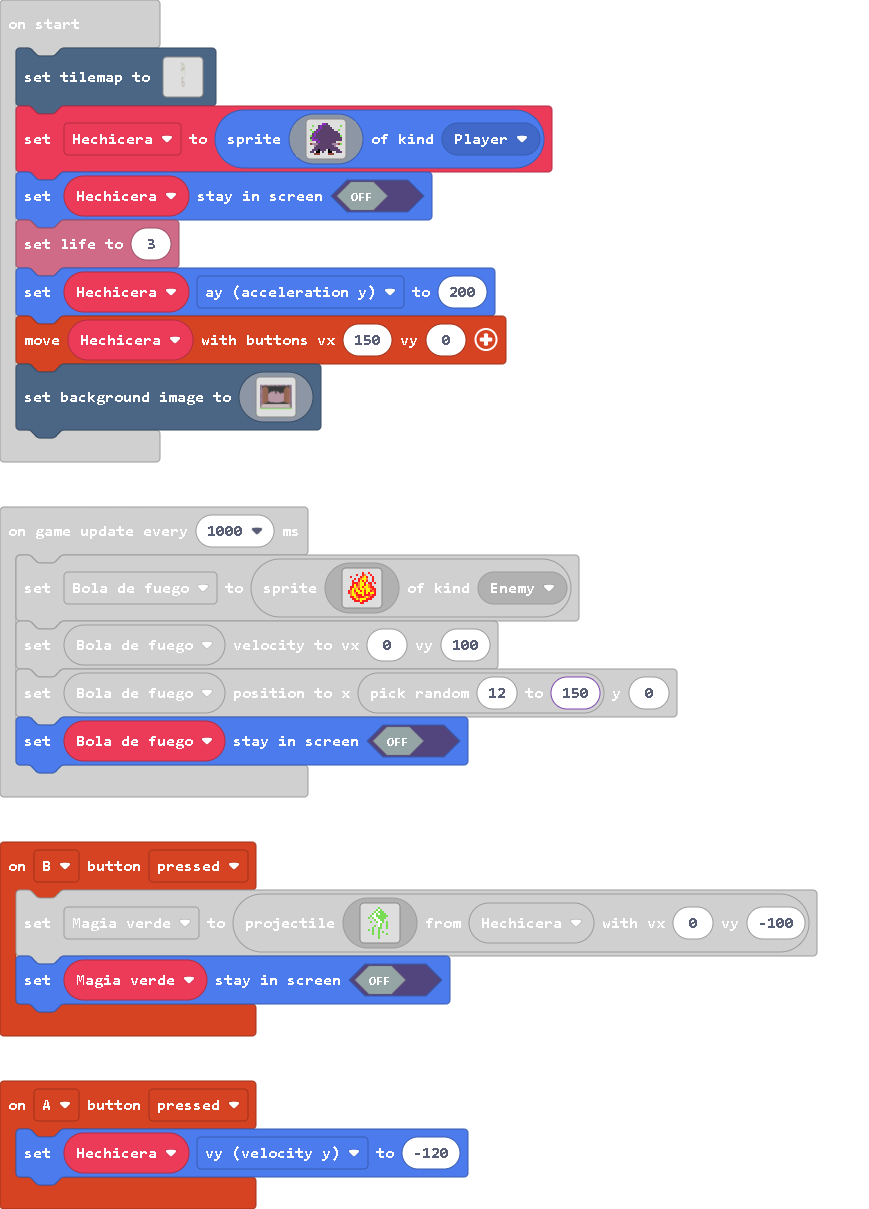 on start
set tilemap to
set Hechicera to sprite of kind Player
set Hechicera stay in screen OFF
set life to 3
set Hechicera ay (acceleration y) to 200
move Hechicera with buttons vx 150 vy 0
set background image to
on game update every 1000 ms
set Bola de fuego to sprite of kind Enemy
set Bola de fuego velocity to vx 0 vy 100
set Bola de fuego position to x pick random 12 to 150 y 0
set Bola de fuego stay in screen OFF
on B button pressed
set Magia verde to projectile from Hechicera with vx 0 vy -100
set Magia verde stay in screen OFF
on A button pressed
set Hechicera vy (velocity y) to -120